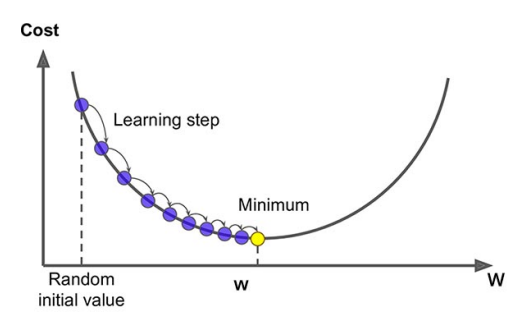 Cost
Learning step
Minimum
Random
initial value
w
W